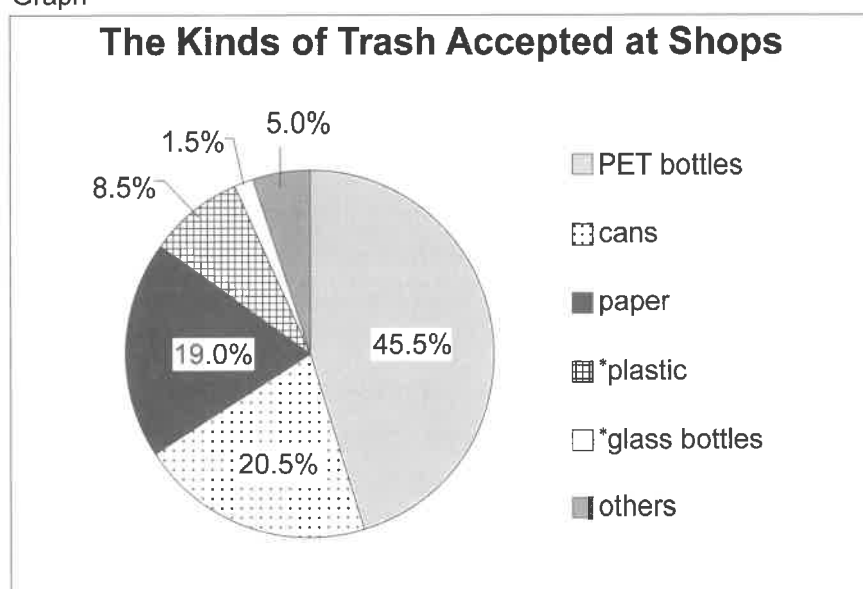 Graph
The Kinds of Trash Accepted at Shops
5.0%
1.5%
8.5%
19.0%
45.5%
20.5%
PET bottles
cans
paper
*plastic
*glass bottles
others